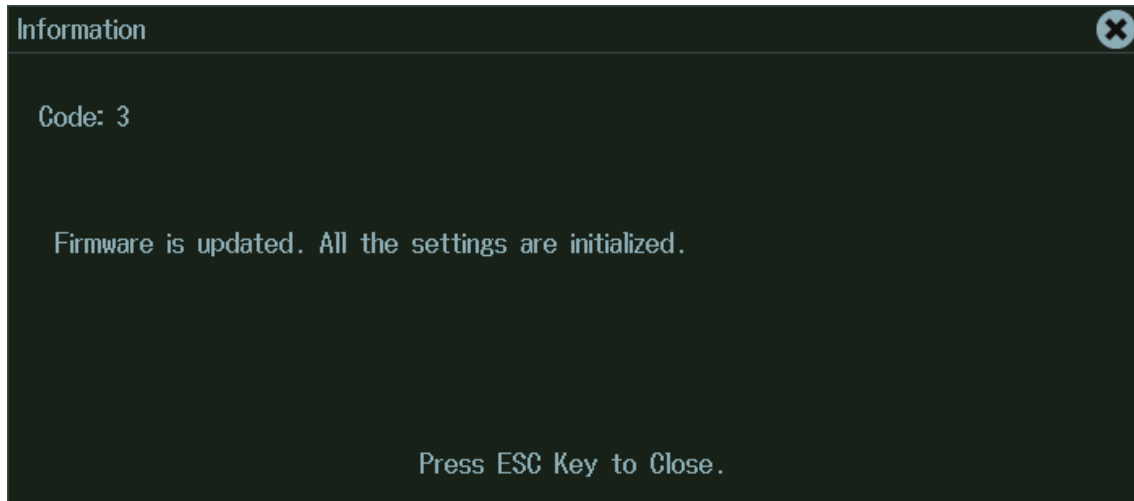 Information
Code: 3
Firmware is updated. All the settings are initialized.
Press ESC Key to Close.